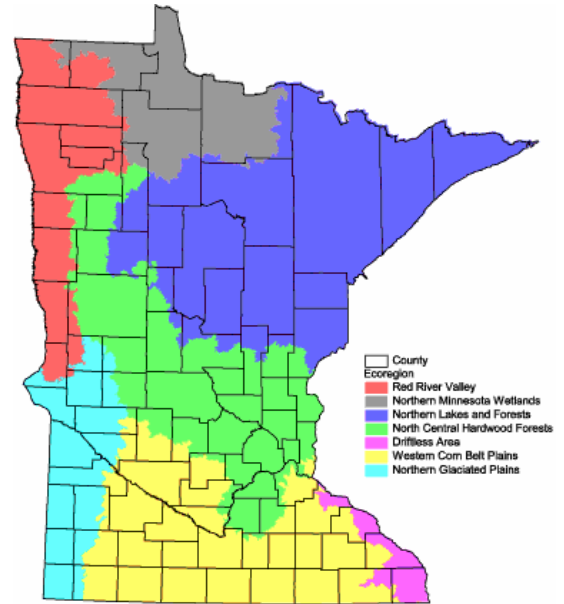 County
Ecoregion
Red River Valley
Northern Minnesota Wetlands
Northern Lakes and Forests
North Central Hardwood Forests
Driftless Area
Western Corn Belt Plains
Northern Glaciated Plains